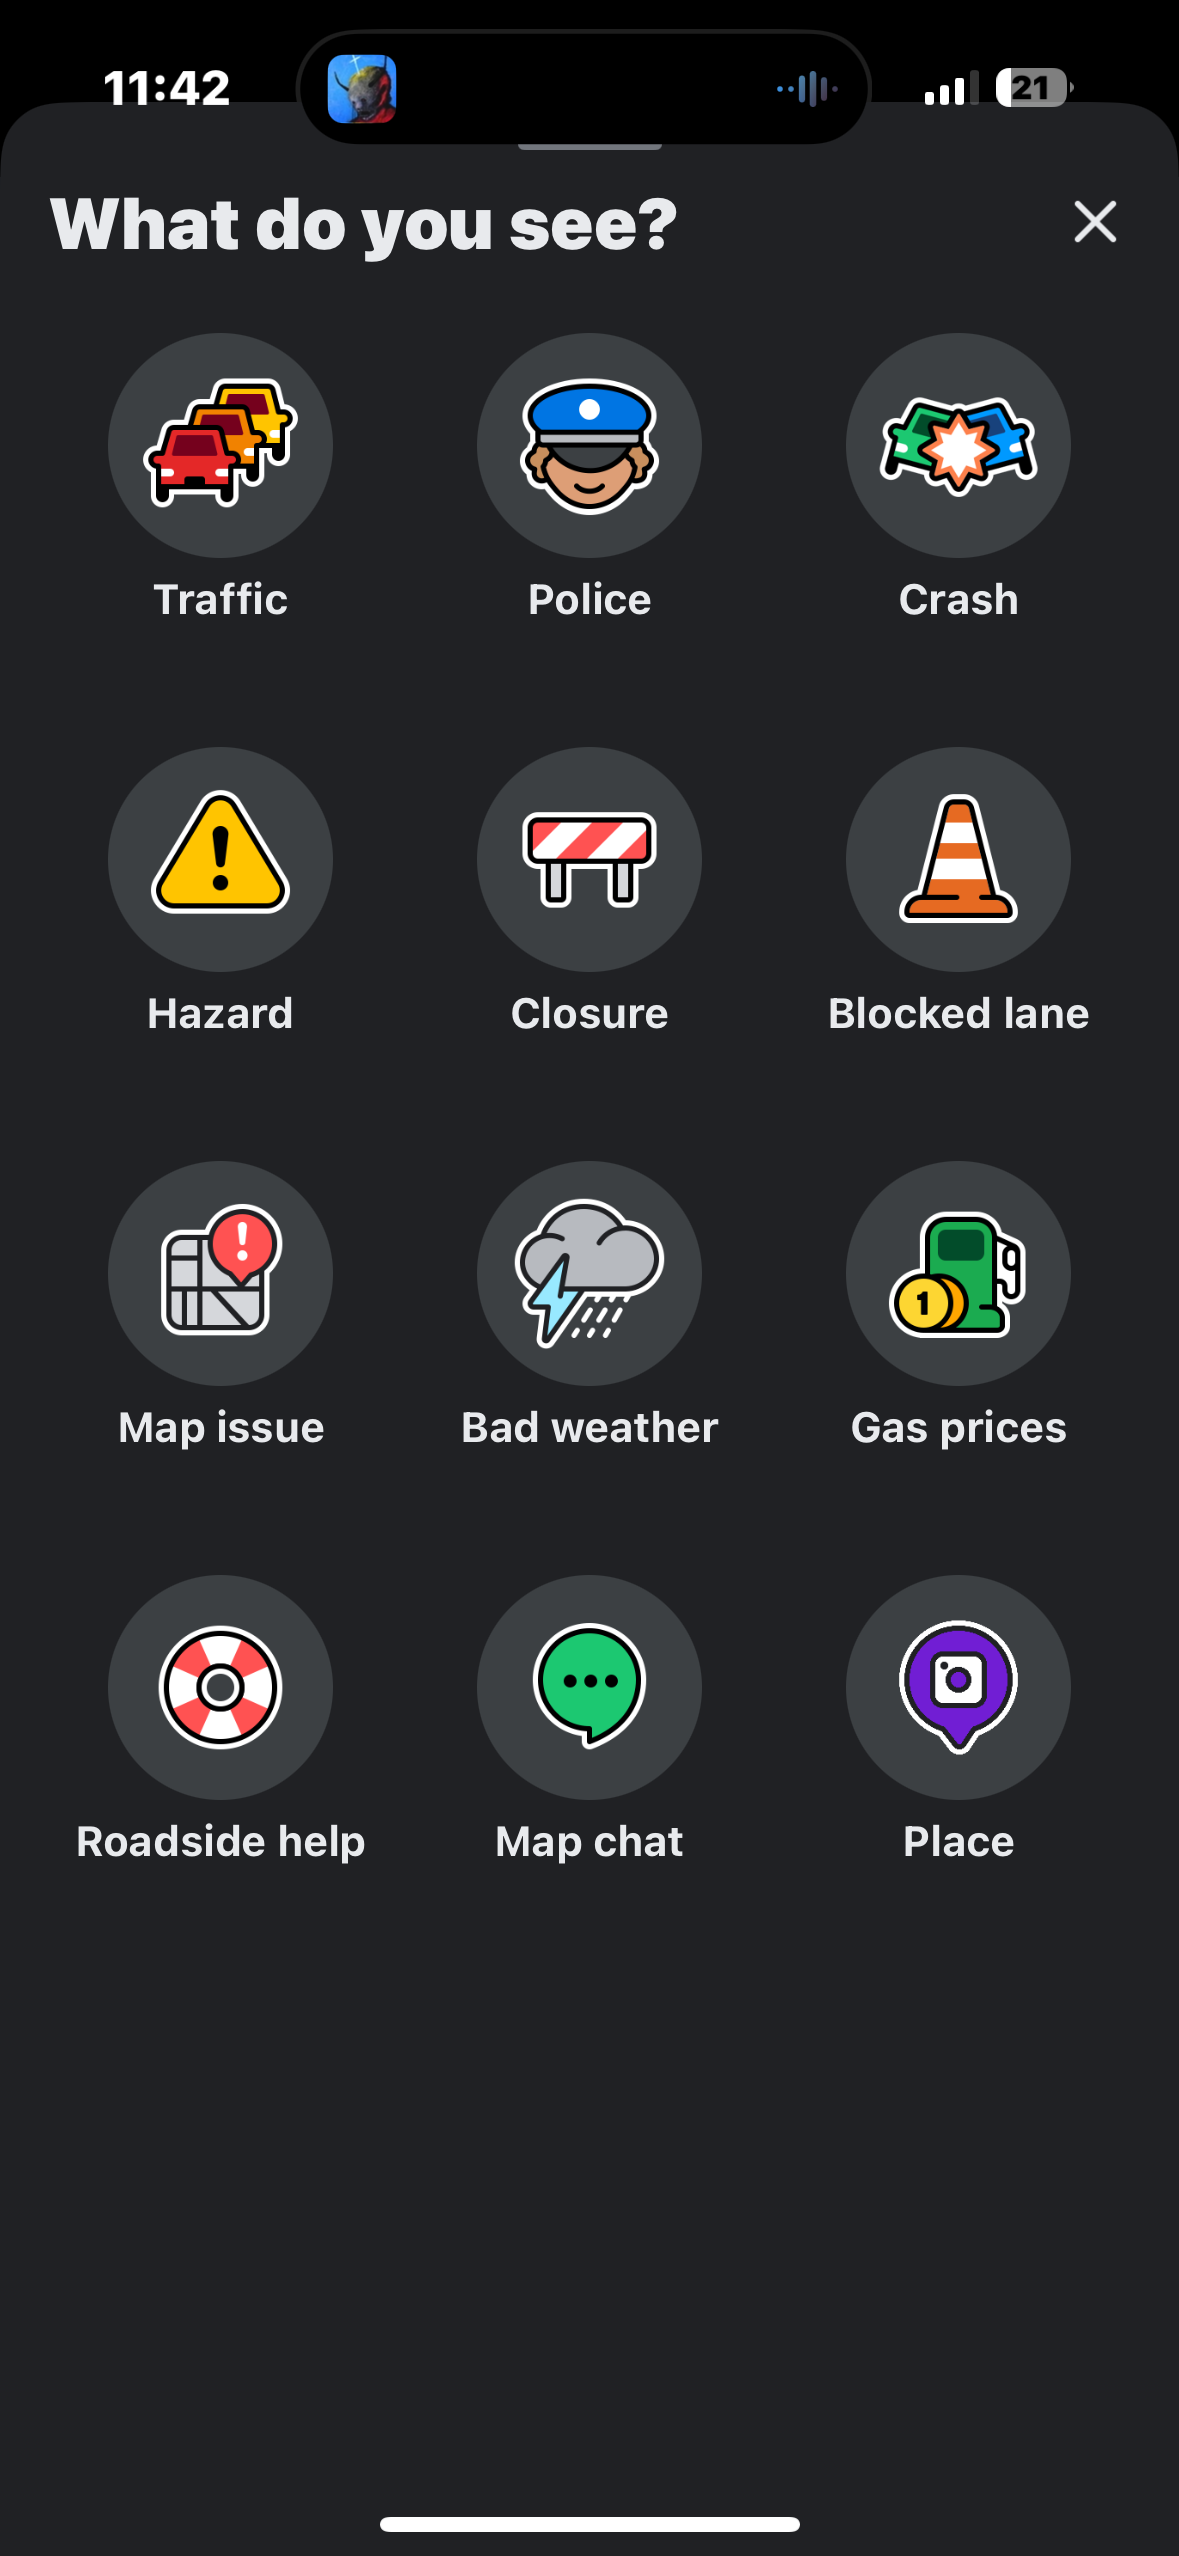 11:42
21
What do you see?
Traffic
Police
Crash
Hazard
Closure
Blocked lane
Map issue
Bad weather
1
Gas prices
Roadside help
Map chat
Place